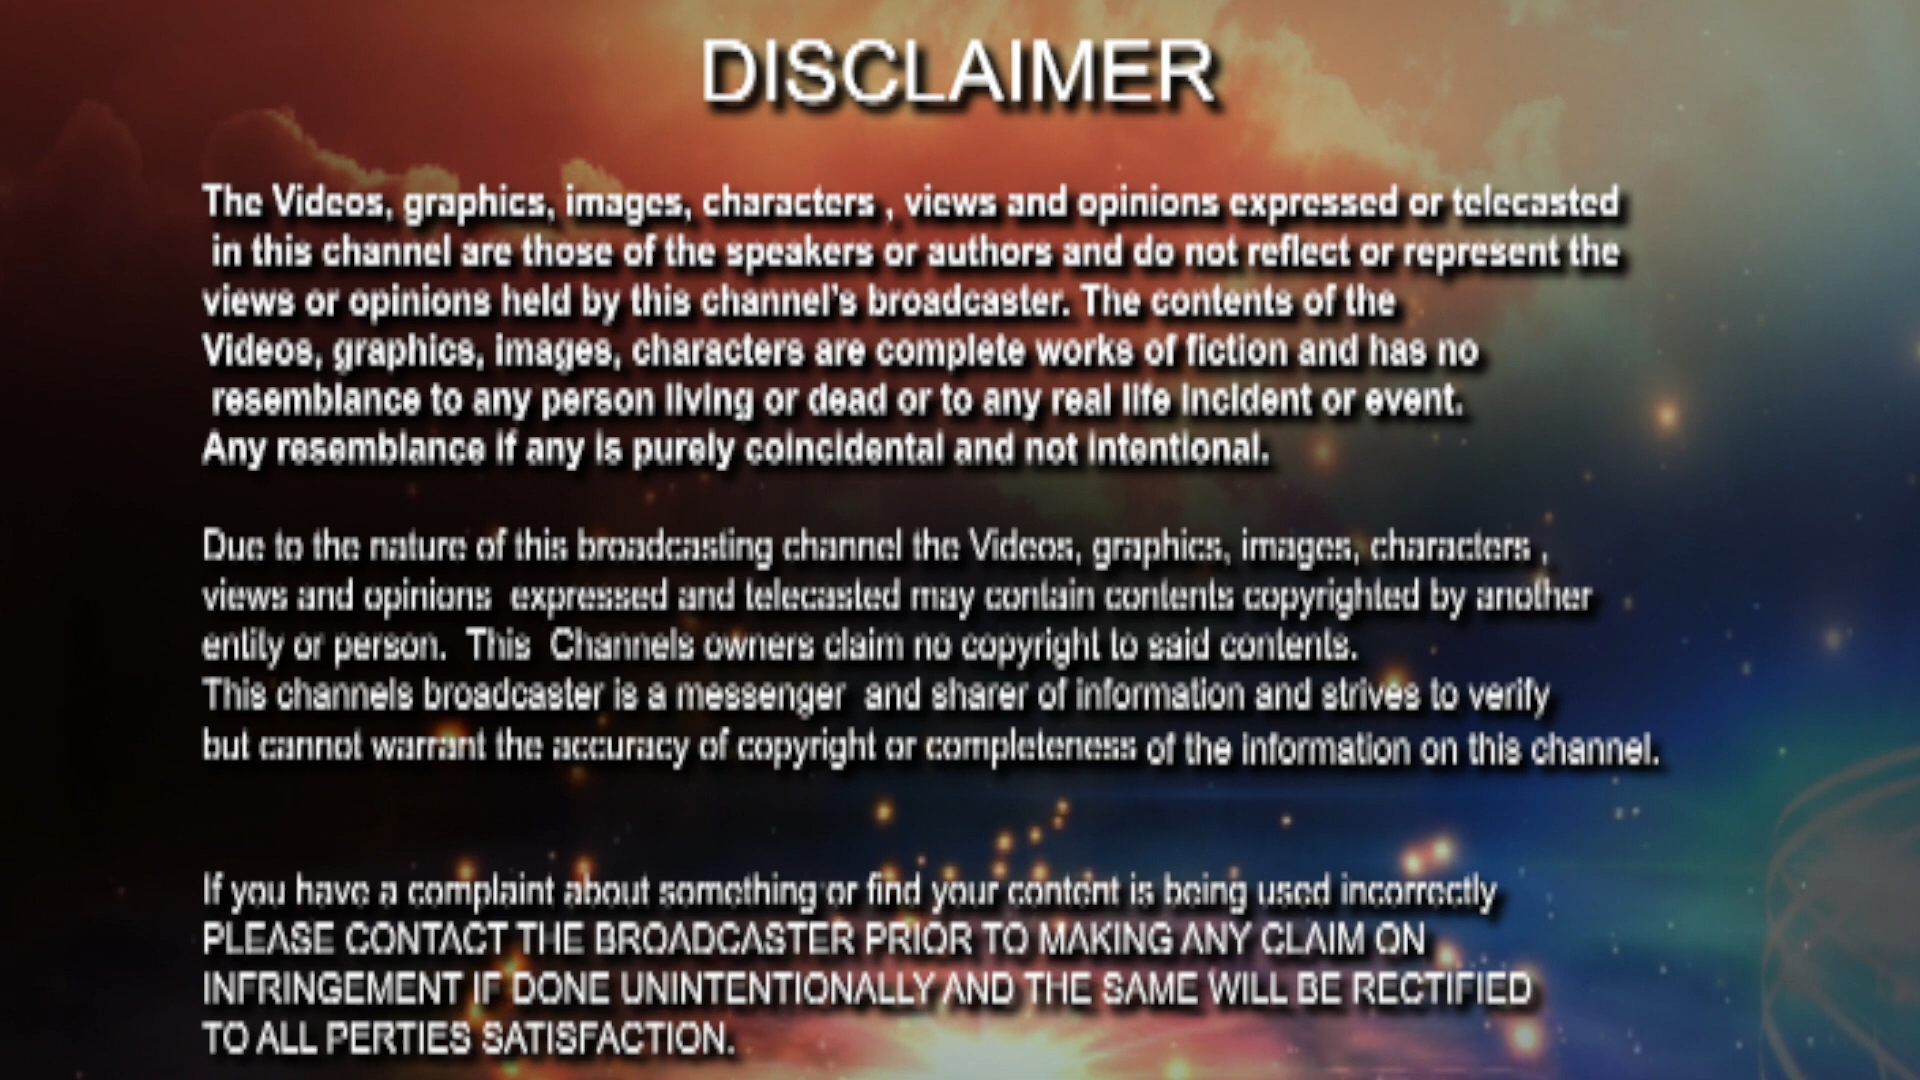 DISCLAIMER
The Videos, graphics, images, characters , views and opinions expressed or telecasted
in this channel are those of the speakers or authors and do not reflect or represent the
views or opinions held by this channel's broadcaster. The contents of the
Videos, graphics, images, characters are complete works of fiction and has no
resemblance to any person living or dead or to any real life incident or event.
Any resemblance if any is purely coincidental and not intentional.
Due to the nature of this broadcasting channel the Videos, graphics, images, characters ,
views and opinions expressed and telecasted may contain contents copyrighted by another
entity or person. This Channels owners claim no copyright to said contents.
This channels broadcaster is a messenger and sharer of information and strives to verify
but cannot warrant the accuracy of copyright or completeness of the information on this channel.
If you have a complaint about something or find your content is being used incorrectly
PLEASE CONTACT THE BROADCASTER PRIOR TO MAKING ANY CLAIM ON
INFRINGEMENT IF DONE UNINTENTIONALLY AND THE SAME WILL BE RECTIFIED
TO ALL PERTIES SATISFACTION.